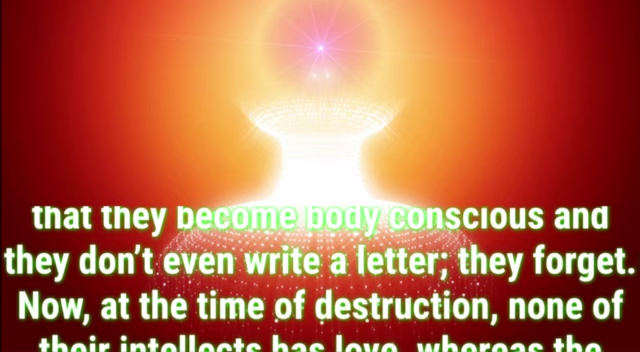 that they become body conscious and
they don't even write a letter; they forget.
Now, at the time of destruction, none of
their intellects has love, whereas the